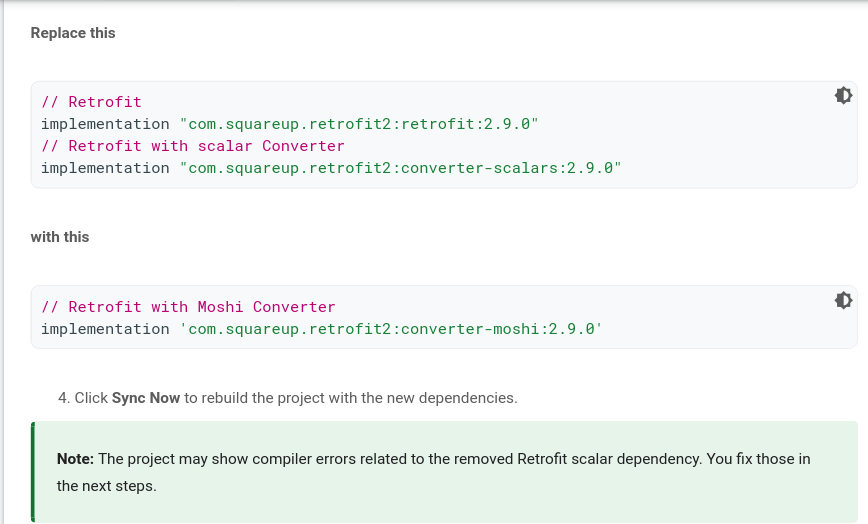 Replace this
// Retrofit
implementation "com.squareup.retrofit2:retrofit:2.9.0"
// Retrofit with scalar Converter
implementation "com.squareup.retrofit2:converter-scalars:2.9.0"
with this
// Retrofit with Moshi Converter
implementation 'com.squareup.retrofit2:converter-moshi:2.9.0'
4. Click Sync Now to rebuild the project with the new dependencies.
Note: The project may show compiler errors related to the removed Retrofit scalar dependency. You fix those in
the next steps.